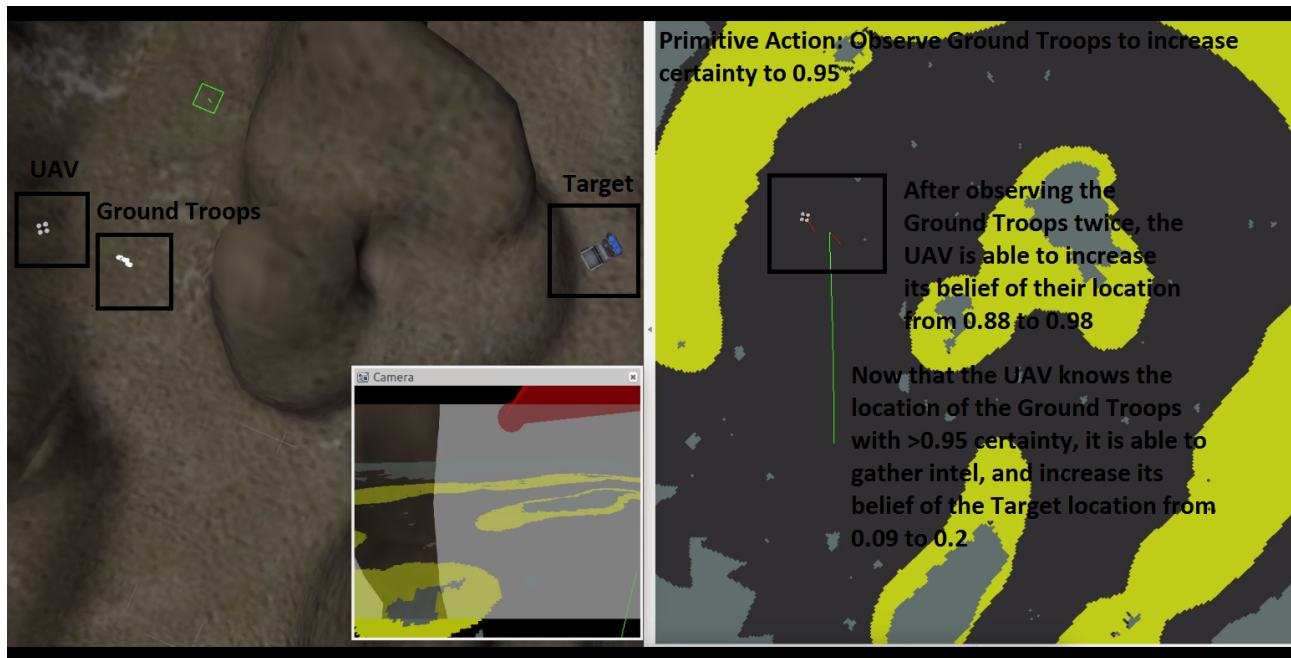 UAV
Ground Troops
Target
Camera
Primitive Action: Observe Ground Troops to increase
certainty to 0.95
After observing the
Ground Troops twice, the
UAV is able to increase
its belief of their location
from 0.88 to 0.98
Now that the UAV knows the
location of the Ground Troops
with >0.95 certainty, it is able to
gather intel, and increase its
belief of the Target location from
0.09 to 0.2